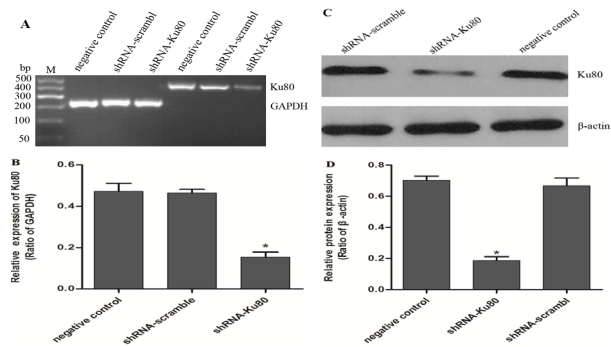 A
negative control
shRNA-scrambl
shRNA-Ku80
negative control
shRNA-scrambl
shRNA-Ku80
bp M
500
400
300
200
100
50
Ku80
GAPDH
B
Relative expression of Ku80
(Ratio of GAPDH)
0.6
0.4
0.2
0.0
*
negative control
shRNA-scramble
shRNA-Ku80
C
shRNA-scramble
shRNA-Ku80
negative control
Ku80
β-actin
D
Relative protein expression
(Ratio of β -actin)
0.8
0.6
0.4
0.2
0.0
*
negative control
shRNA-Ku80
shRNA-scrambl